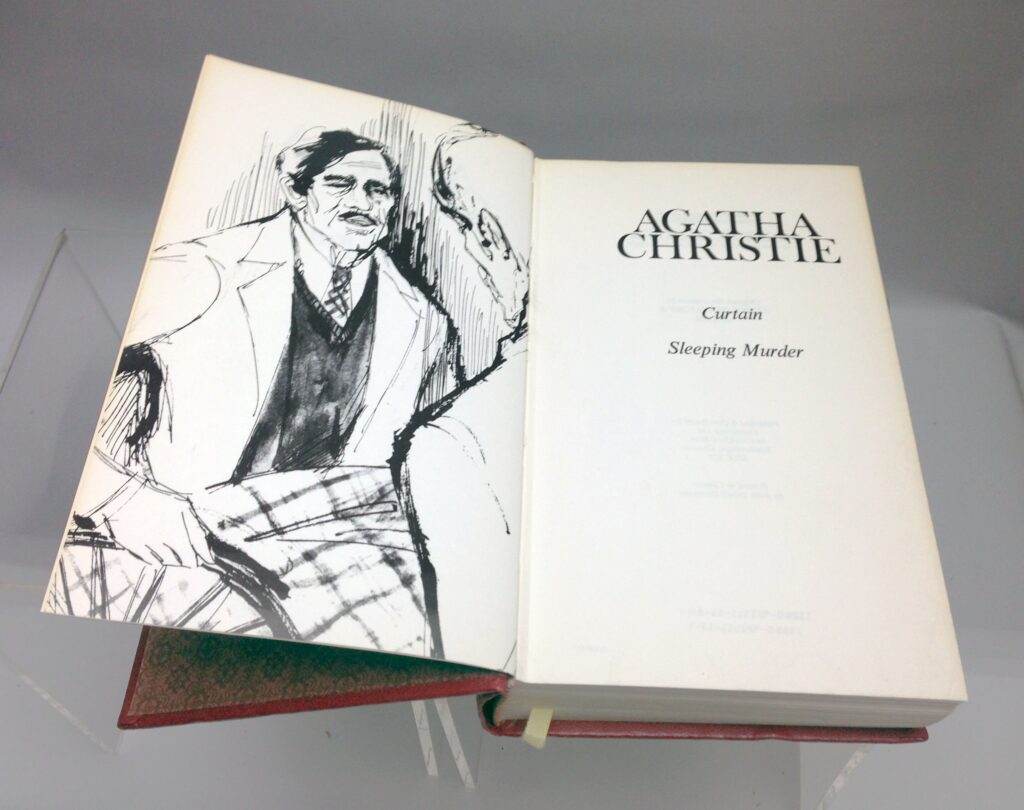 AGATHA
CHRISTIE
Curtain
Sleeping Murder